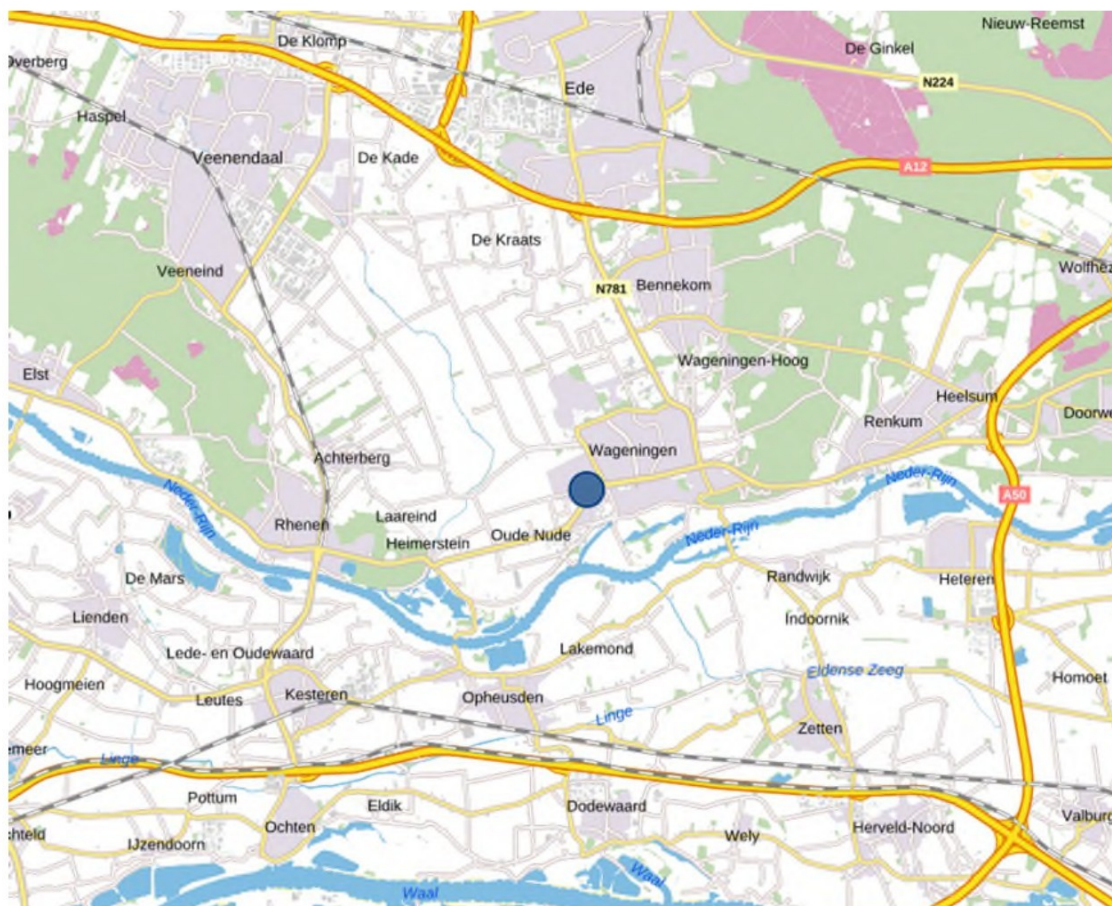 Nieuw-Reemst
De Klomp
De Ginkel
Overberg
N224
Ede
Haspel
Veenendaal
De Kade
A12
De Kraats
Wolfhez
Veeneind
N781
Bennekom
Wageningen-Hoog
Elst
Heelsum
Doorwe
Renkum
Wageningen
Achterberg
Neder-Rijn
Neder-Rijn
A50
Laareind
Rhenen
Oude Nude
Neder-Rijn
Heimerstein
De Mars
Randwijk
Heteren
Lienden
Indoornik
Lakemond
Lede- en Oudewaard
Eldense Zeeg
Homoet
Hoogmeien
Leutes
Kesteren
Opheusden
Linge
Zetten
emeer
Linge
Pottum
Eldik
Dodewaard
Valburg
chteld
Ochten
Wely
Herveld-Noord
IJzendoorn
Waal
Waal